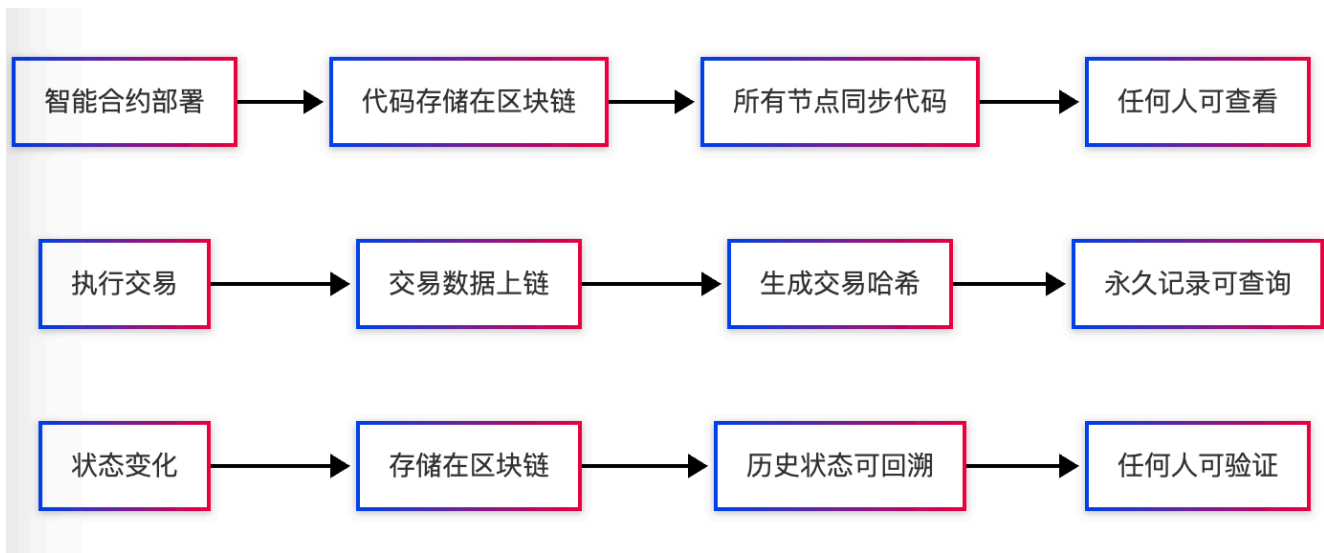 智能合约部署
代码存储在区块链
所有节点同步代码
任何人可查看
执行交易
交易数据上链
生成交易哈希
永久记录可查询
状态变化
存储在区块链
历史状态可回溯
任何人可验证